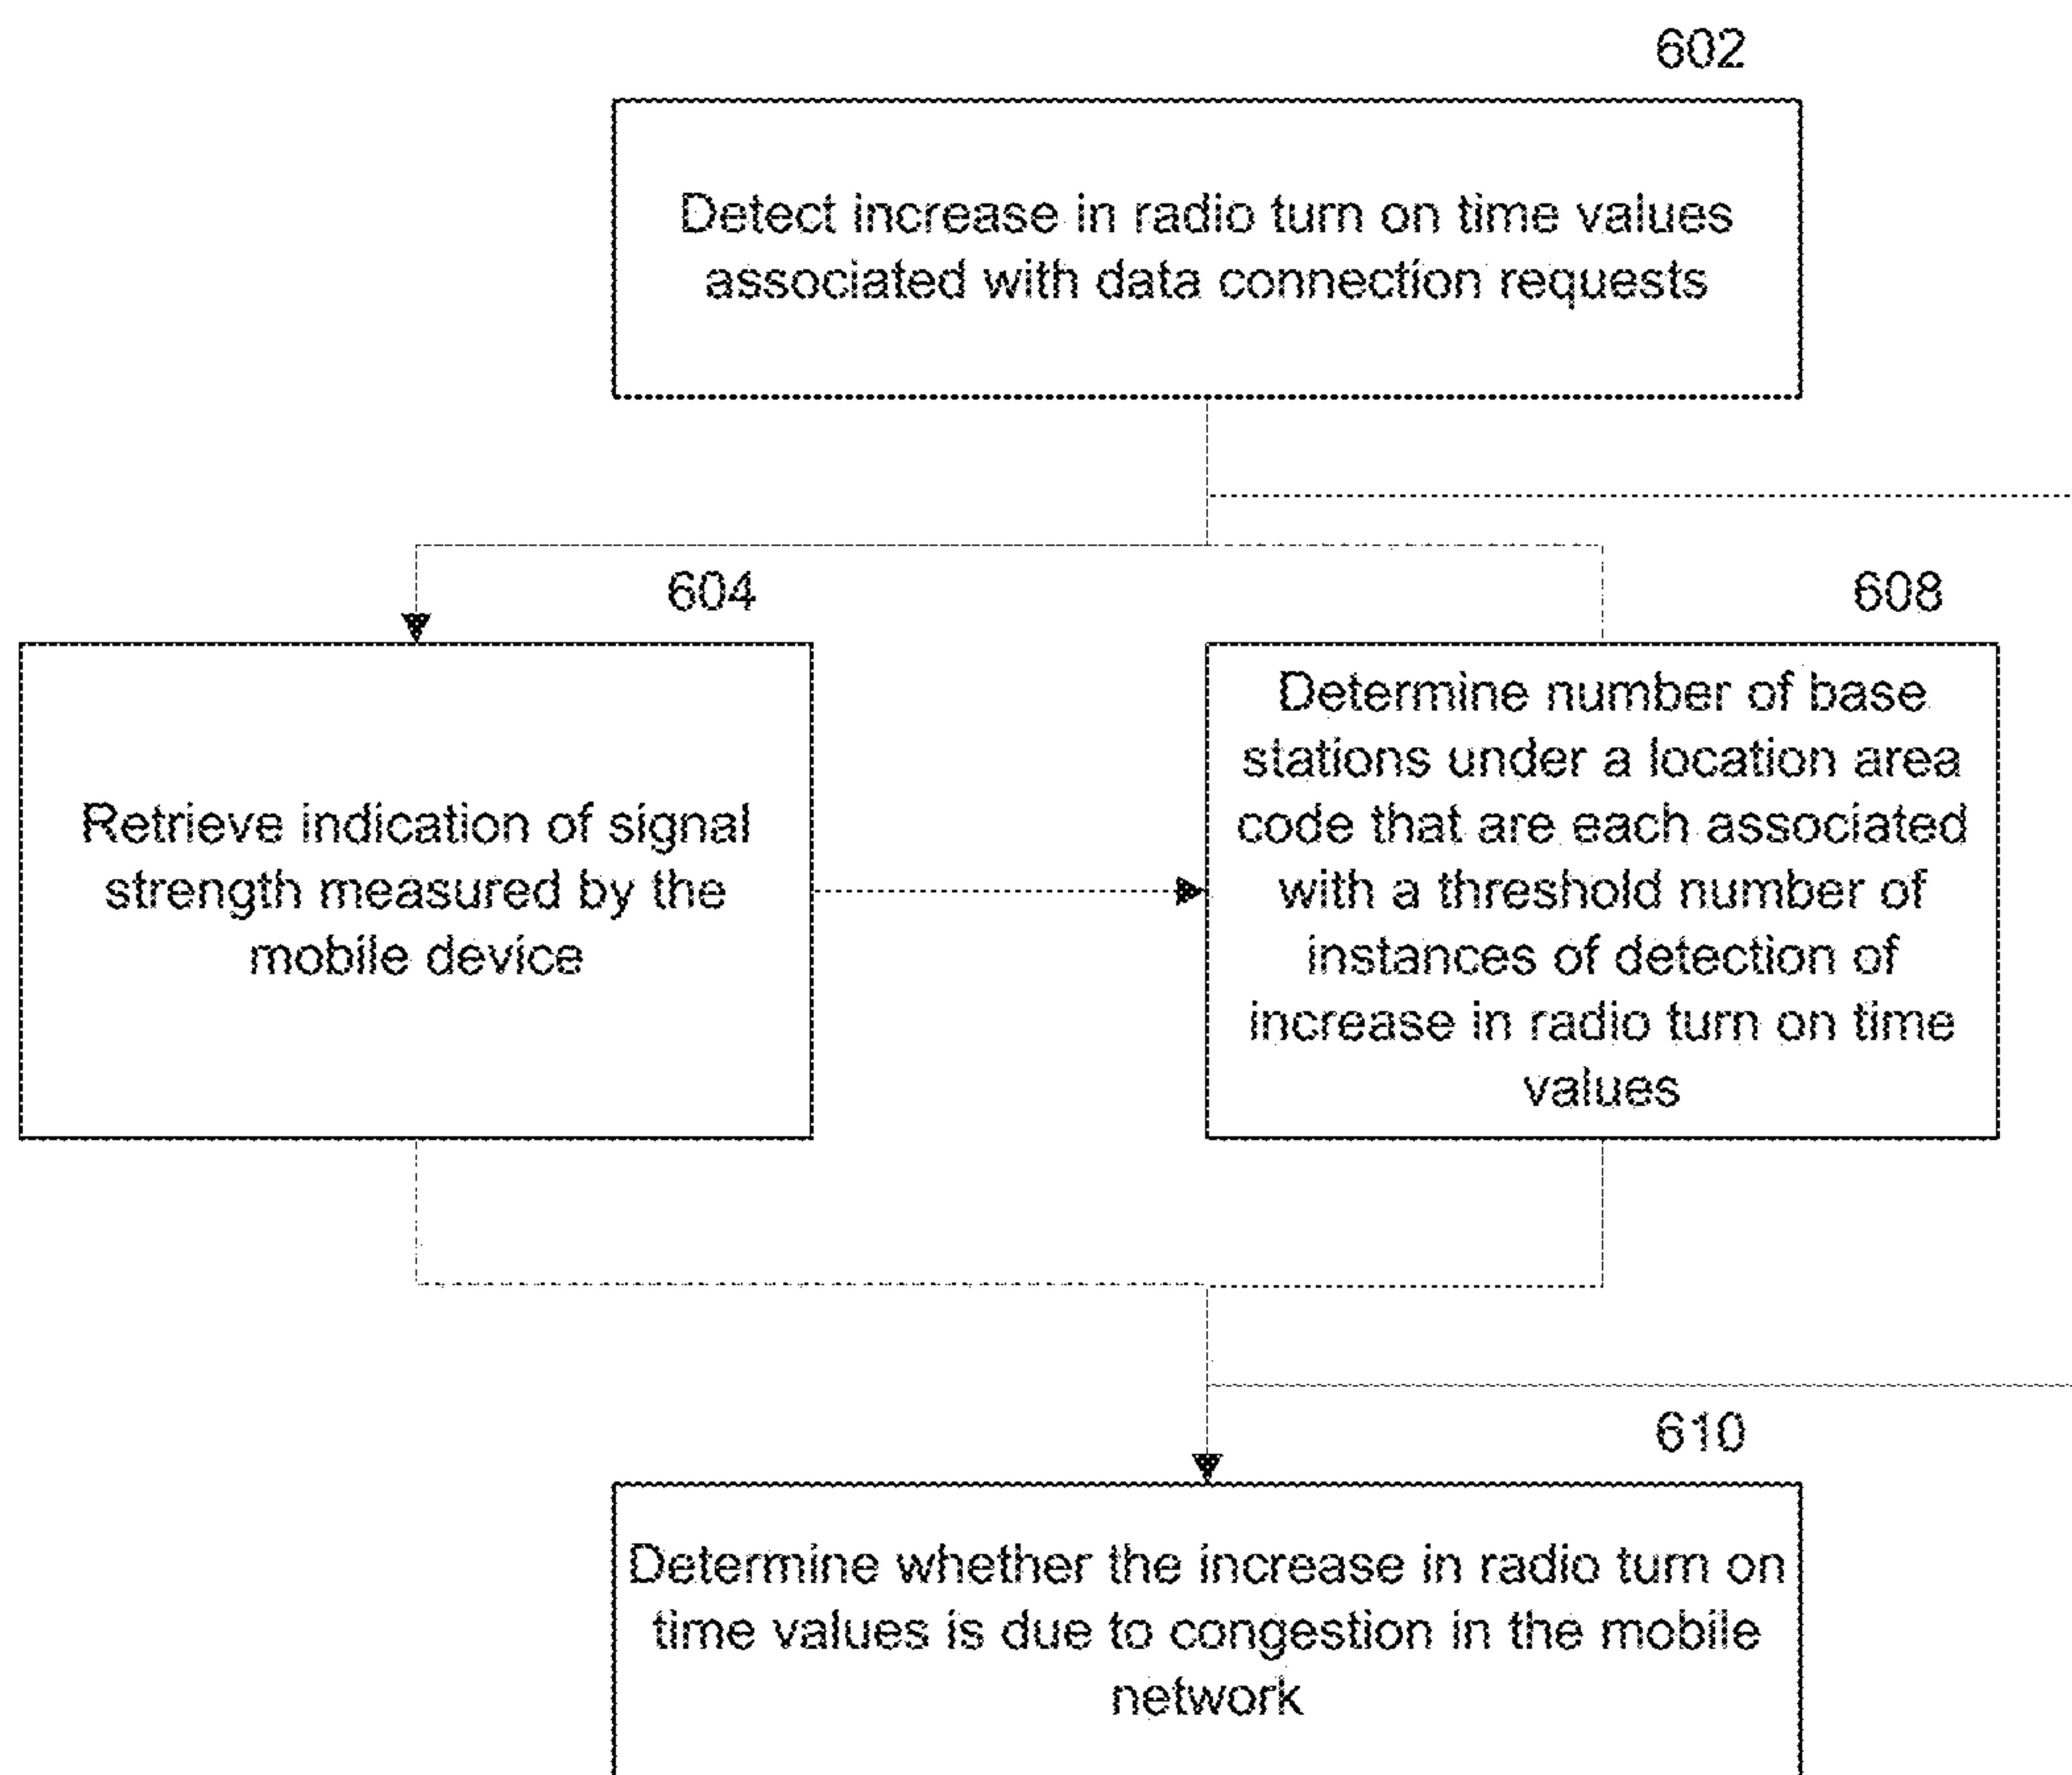 602
Detect increase in radio turn on time values
associated with data connection requests
604
Retrieve indication of signal
strength measured by the
mobile device
608
Determine number of base
stations under a location area
code that are each associated
with a threshold number of
instances of detection of
increase in radio turn on time
values
610
Determine whether the increase in radio turn on
time values is due to congestion in the mobile
network